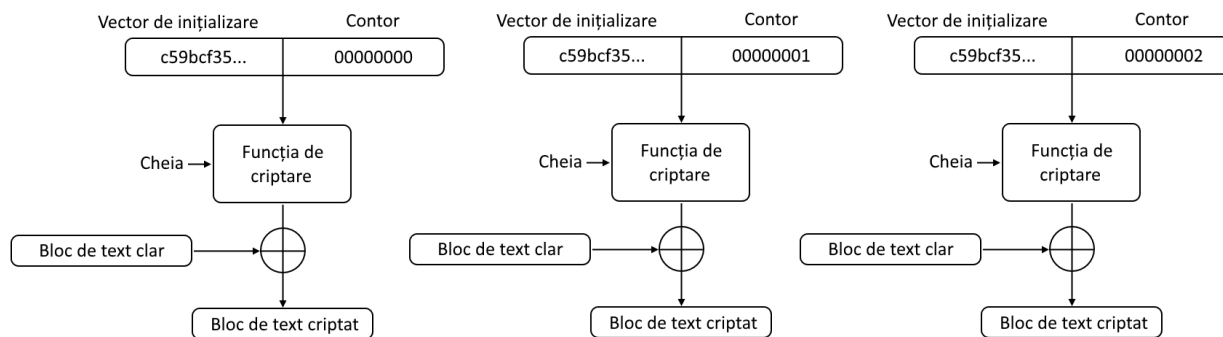 Vector de inițializare Contor
c59bcf35... 00000000
Funcția de
criptare
Cheia
Bloc de text clar
Bloc de text criptat
Vector de inițializare Contor
c59bcf35... 00000001
Funcția de
criptare
Cheia
Bloc de text clar
Bloc de text criptat
Vector de inițializare Contor
c59bcf35... 00000002
Funcția de
criptare
Cheia
Bloc de text clar
Bloc de text criptat